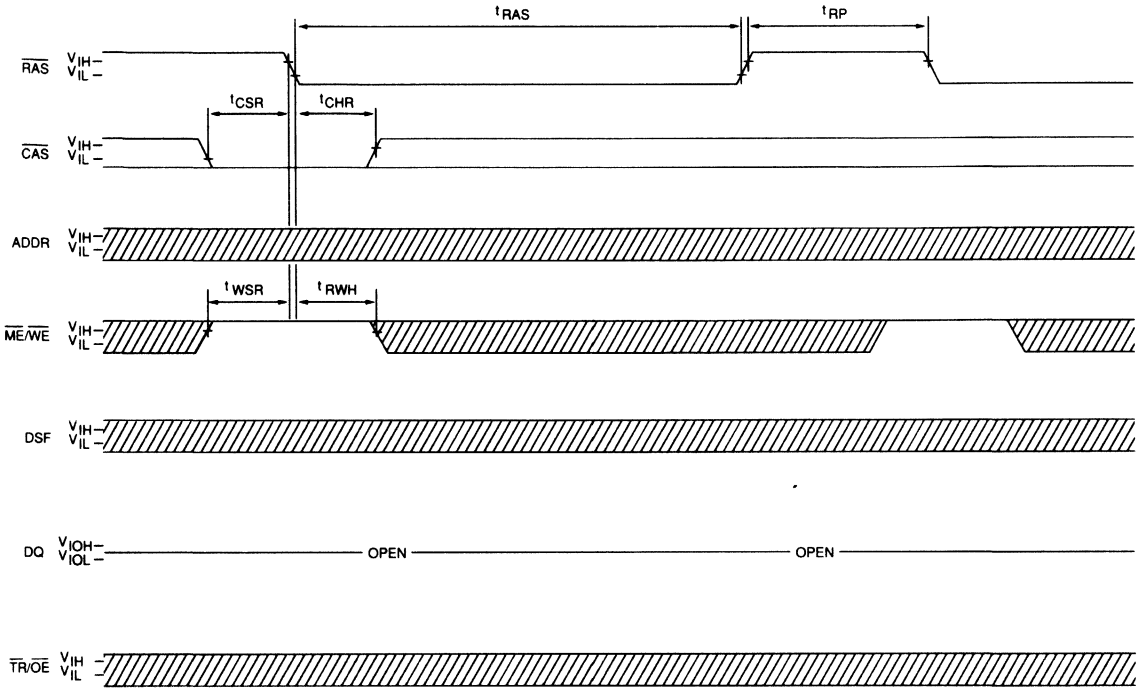 tRAS
tRP
RAS VIH
VIL
tCSR
tCHR
CAS VIH
VIL
ADDR VIH
VIL
tWSR
tRWH
ME/WE VIH
VIL
DSF VIH
VIL
DQ VIOH
VIOL
OPEN
OPEN
TR/OE VIH
VIL